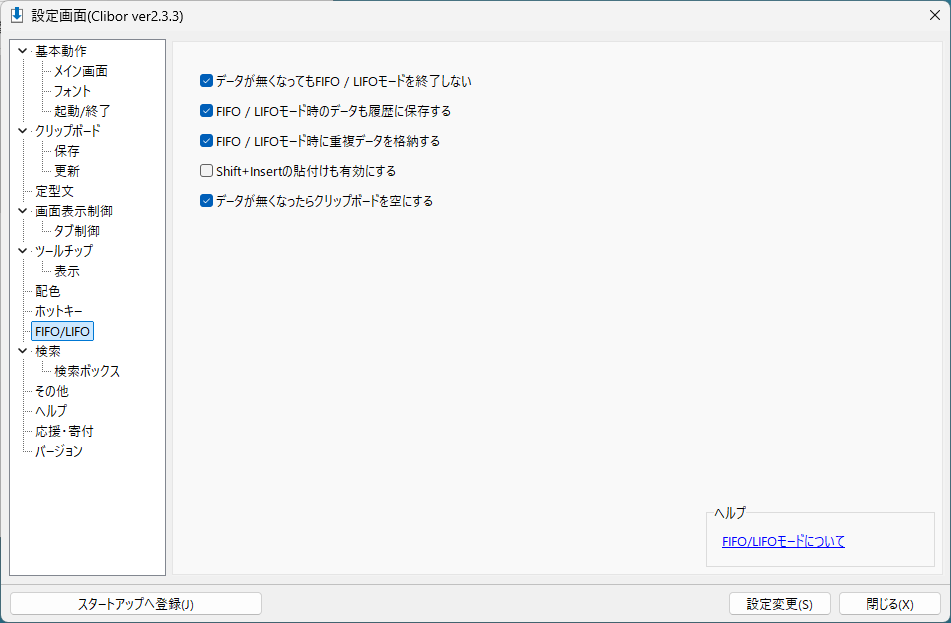 設定画面(Clibor ver2.3.3)
基本動作
メイン画面
フォント
起動/終了
クリップボード
保存
更新
定型文
画面表示制御
タブ制御
ツールチップ
表示
配色
ホットキー
FIFO/LIFO
検索
検索ボックス
その他
ヘルプ
応援・寄付
バージョン
データが無くなってもFIFO / LIFOモードを終了しない
FIFO / LIFOモード時のデータも履歴に保存する
FIFO / LIFOモード時に重複データを格納する
Shift+Insertの貼付けも有効にする
データが無くなったらクリップボードを空にする
ヘルプ
FIFO/LIFOモードについて
スタートアップへ登録(J)
設定変更(S)
閉じる(X)